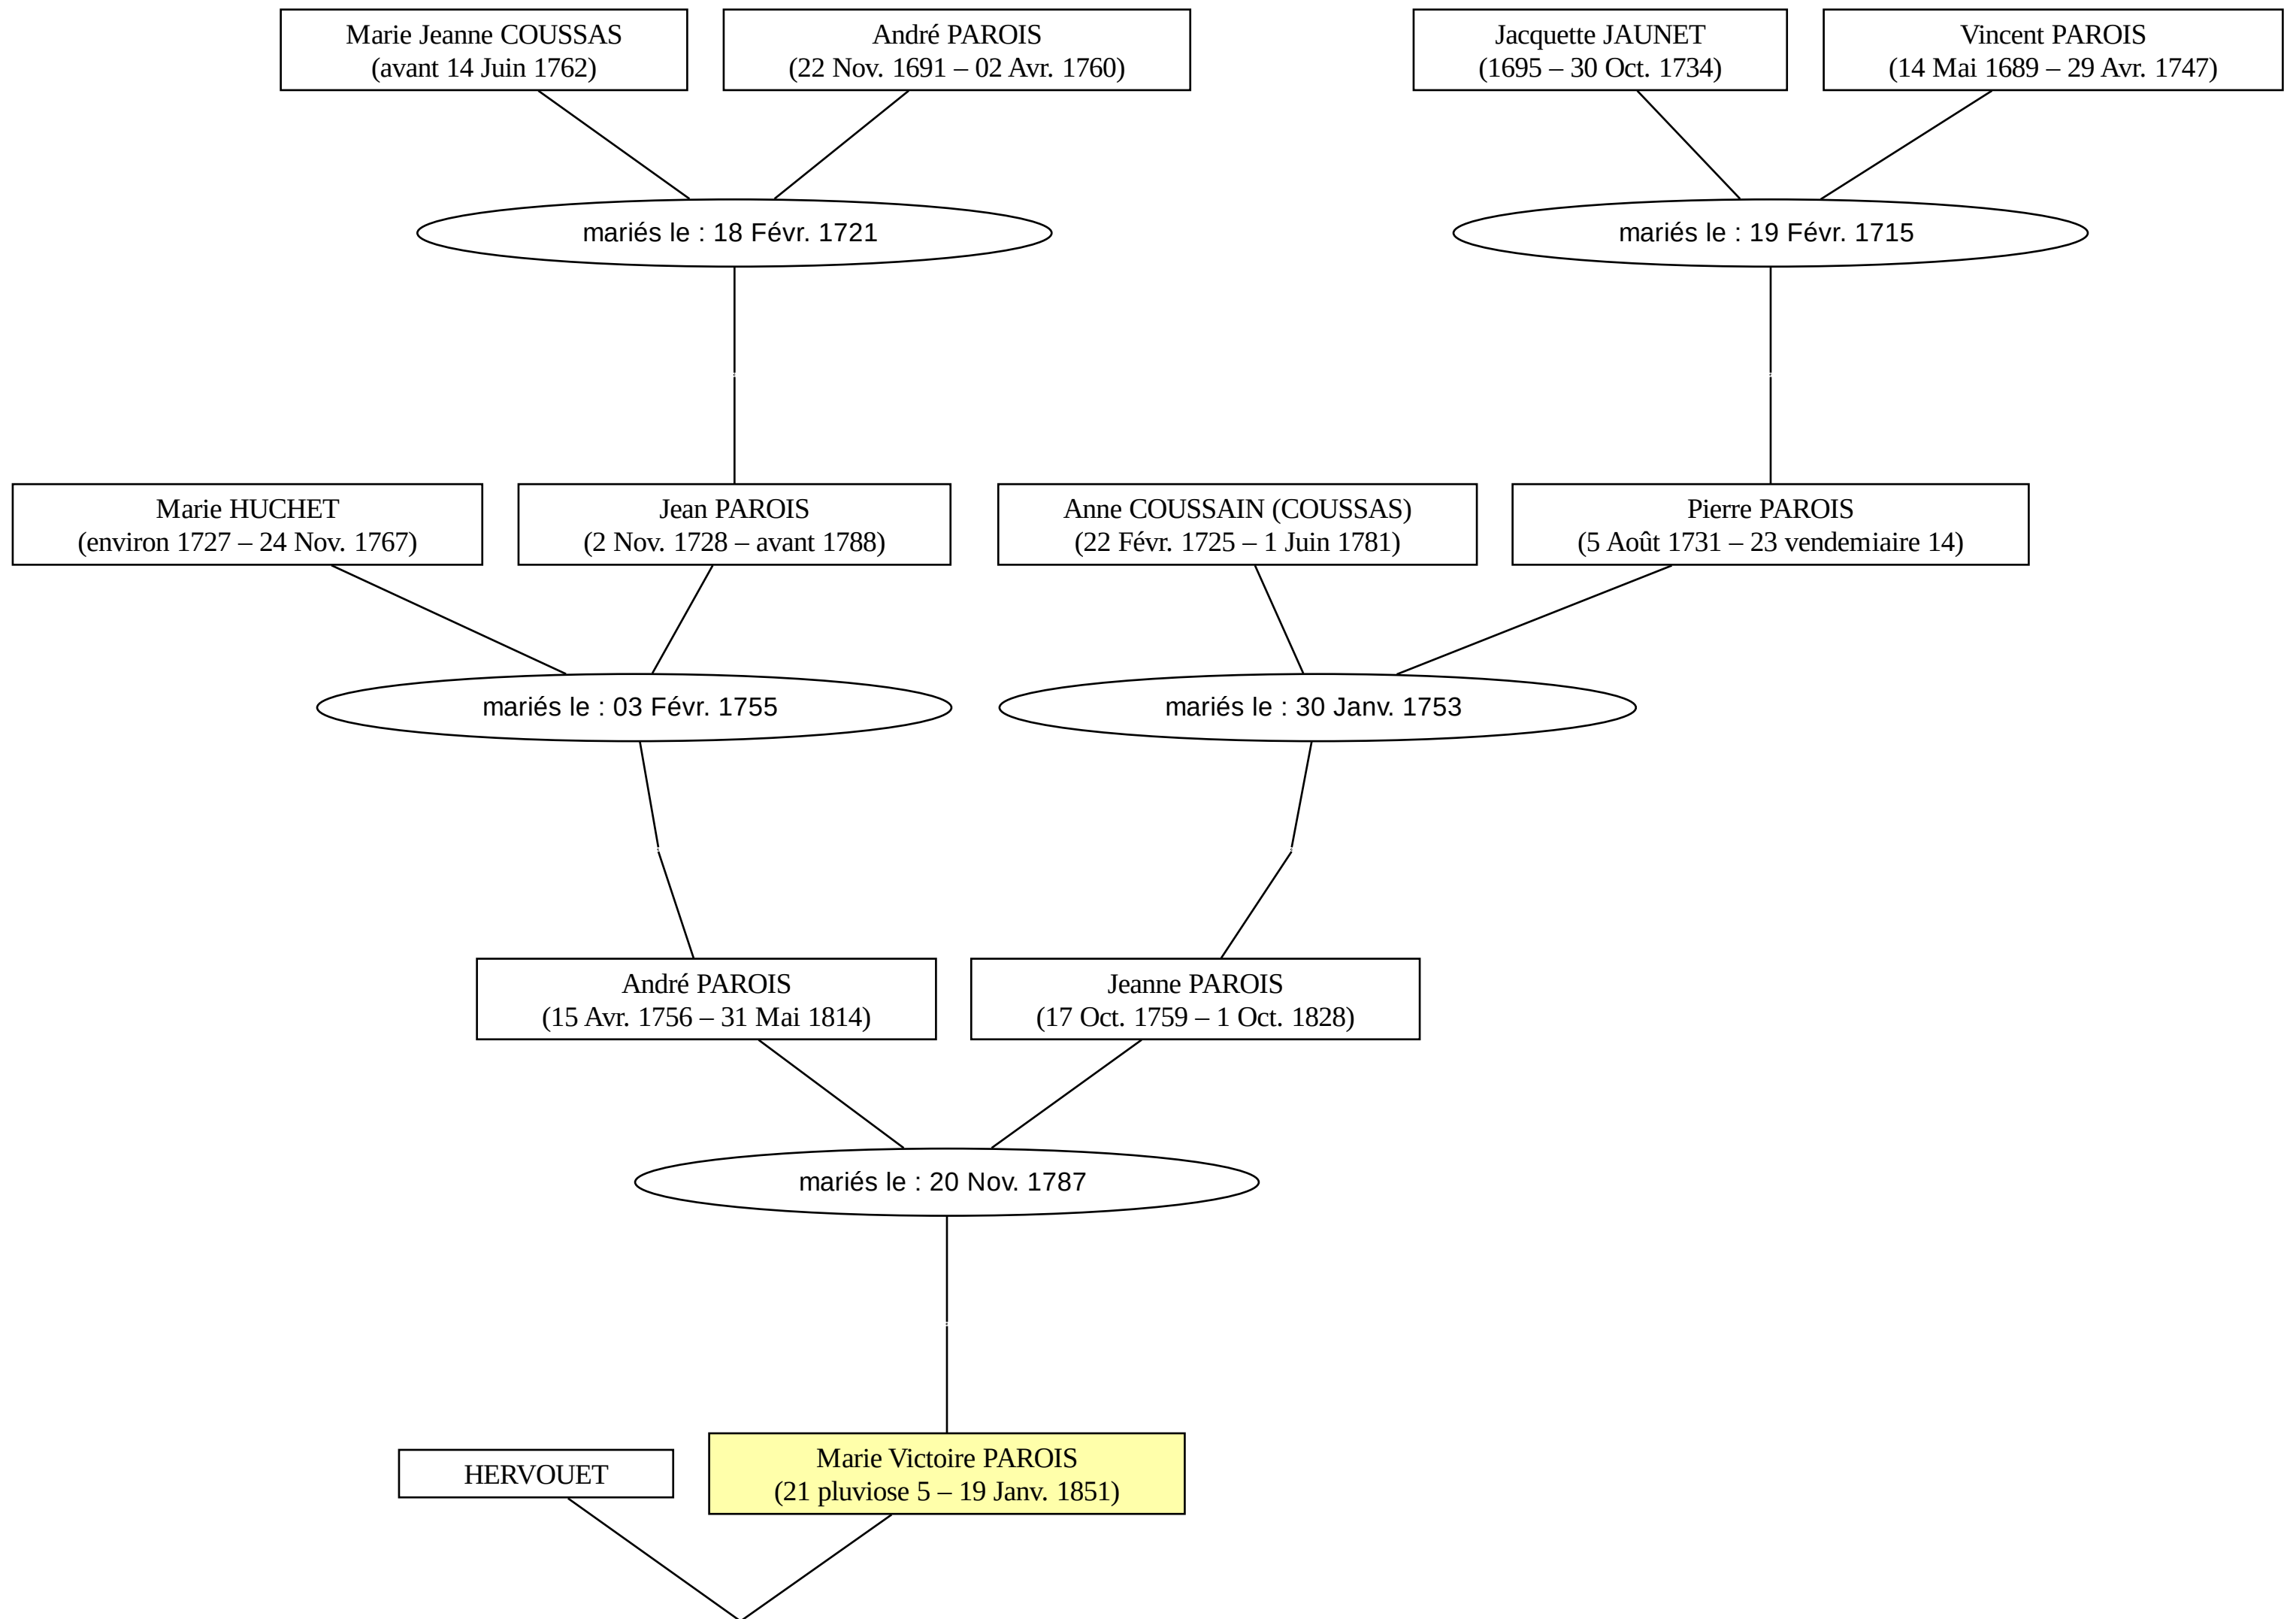 Marie Jeanne COUSSAS
(avant 14 Juin 1762)
André PAROIS
(22 Nov. 1691 – 02 Avr. 1760)
Jacquette JAUNET
(1695 – 30 Oct. 1734)
Vincent PAROIS
(14 Mai 1689 – 29 Avr. 1747)
mariés le : 18 Févr. 1721
mariés le : 19 Févr. 1715
Marie HUCHET
(environ 1727 – 24 Nov. 1767)
Jean PAROIS
(2 Nov. 1728 – avant 1788)
Anne COUSSAIN (COUSSAS)
(22 Févr. 1725 – 1 Juin 1781)
Pierre PAROIS
(5 Août 1731 – 23 vendemiaire 14)
mariés le : 03 Févr. 1755
mariés le : 30 Janv. 1753
André PAROIS
(15 Avr. 1756 – 31 Mai 1814)
Jeanne PAROIS
(17 Oct. 1759 – 1 Oct. 1828)
mariés le : 20 Nov. 1787
HERVOUET
Marie Victoire PAROIS
(21 pluviose 5 – 19 Janv. 1851)